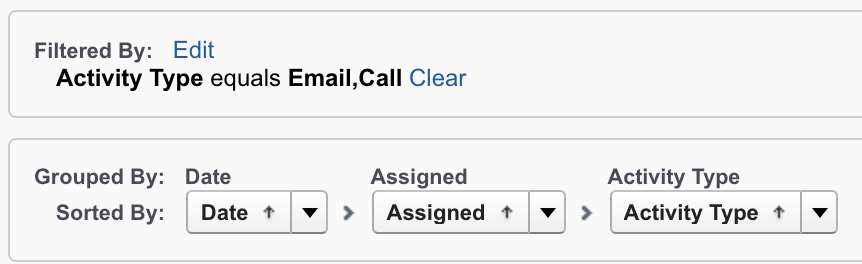 Filtered By: Edit
Activity Type equals Email,Call Clear
Grouped By: Date Assigned Activity Type
Sorted By: Date Assigned Activity Type